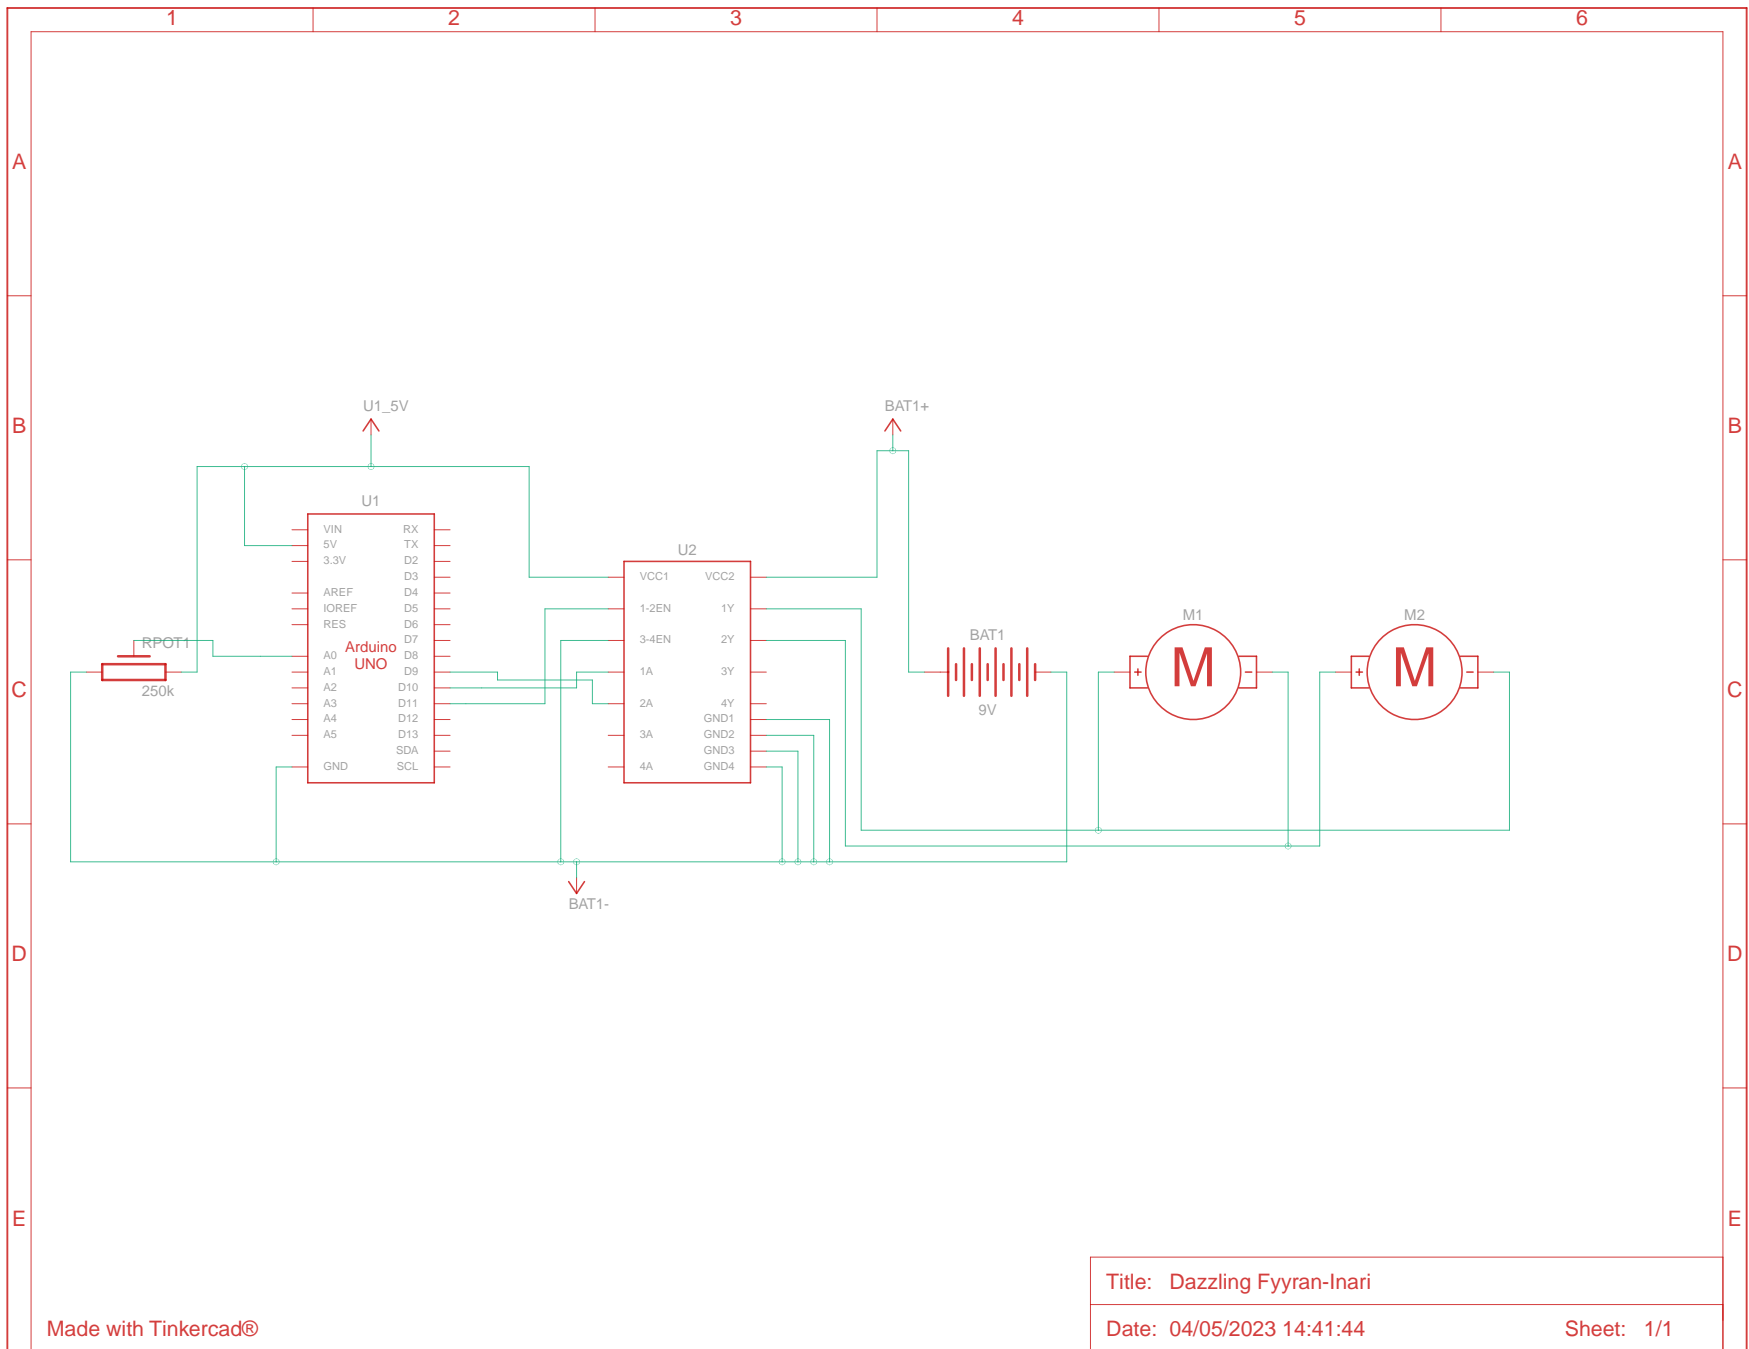 1 2 3 4 5 6
A A
U1_5V BAT1+
B B
U1
VIN RX
5V TX
3.3V D2
D3
AREF D4
IOREF D5
RES D6
D7
A0 D8
A1 D9
A2 D10
A3 D11
A4 D12
A5 D13
SDA
GND SCL
Arduino
UNO
U2
VCC1 VCC2
1-2EN 1Y
3-4EN 2Y
1A 3Y
2A 4Y
GND1
3A GND2
GND3
4A GND4
RPOT1
250k
BAT1
9V
M1 M2
+ M - + M -
C C
BAT1-
D D
E E
Title: Dazzling Fyyran-Inari
Made with Tinkercad®
Date: 04/05/2023 14:41:44 Sheet: 1/1